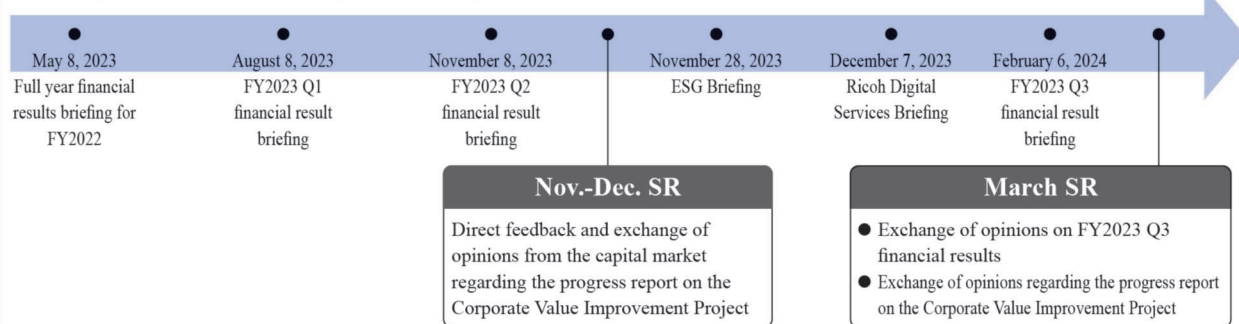 May 8, 2023
Full year financial
results briefing for
FY2022
August 8, 2023
FY2023 Q1
financial result
briefing
November 8, 2023
FY2023 Q2
financial result
briefing
November 28, 2023
ESG Briefing
December 7, 2023
Ricoh Digital
Services Briefing
February 6, 2024
FY2023 Q3
financial result
briefing
Nov.-Dec. SR
Direct feedback and exchange of
opinions from the capital market
regarding the progress report on the
Corporate Value Improvement Project
March SR
● Exchange of opinions on FY2023 Q3
financial results
● Exchange of opinions regarding the progress report
on the Corporate Value Improvement Project